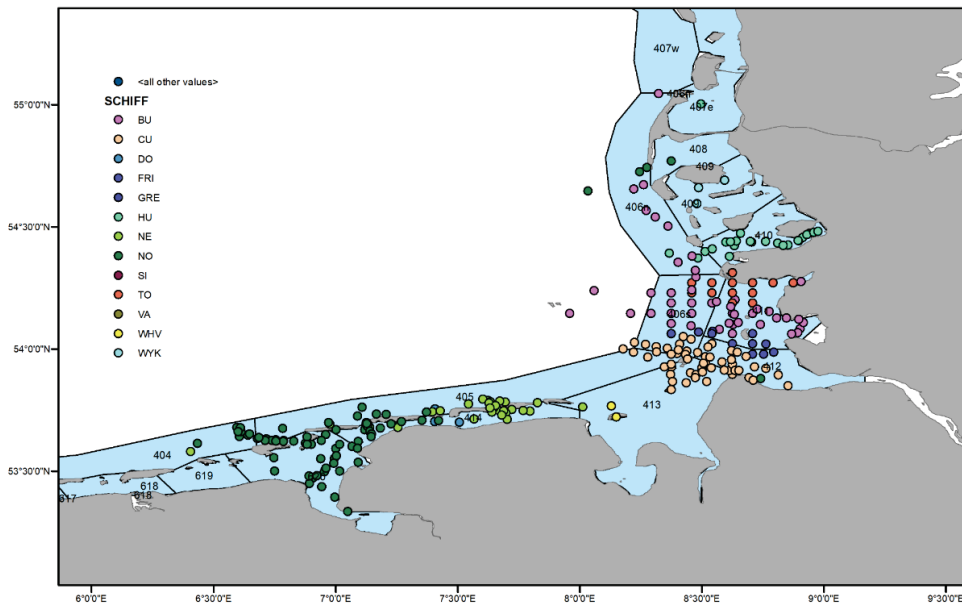 407w
<all other values>
55°0'0"N
SCHIFF
407e
BU
CU
408
DO
409
FRI
54°30'0"N
GRE
409
HU
410
NE
NO
SI
TO
VA
54°0'0"N
WHV
WYK
412
405
413
404
53°30'0"N
619
618
617
618
6°0'0"E
6°30'0"E
7°0'0"E
7°30'0"E
8°0'0"E
8°30'0"E
9°0'0"E
9°30'0"E